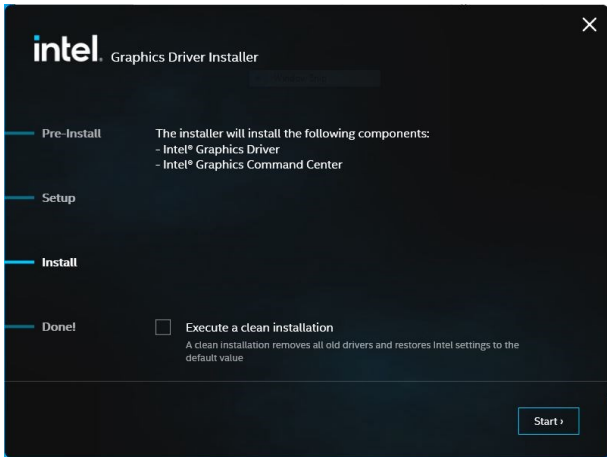 intel. Graphics Driver Installer
Pre-Install
The installer will install the following components:
- Intel® Graphics Driver
- Intel® Graphics Command Center
Setup
Install
Done!
Execute a clean installation
A clean installation removes all old drivers and restores Intel settings to the
default value
Start ›